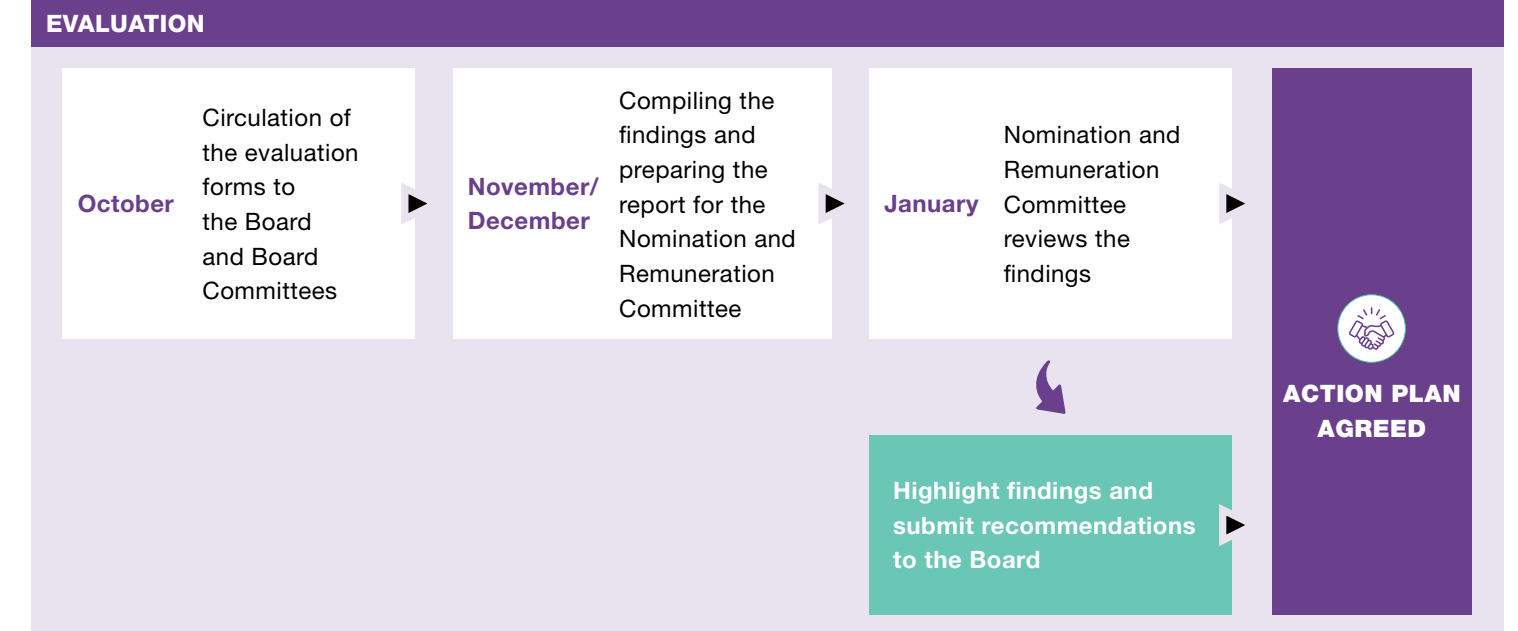 EVALUATION
October
Circulation of
the evaluation
forms to
the Board
and Board
Committees
November/
December
Compiling the
findings and
preparing the
report for the
Nomination and
Remuneration
Committee
January
Nomination and
Remuneration
Committee
reviews the
findings
Highlight findings and
submit recommendations
to the Board
ACTION PLAN
AGREED